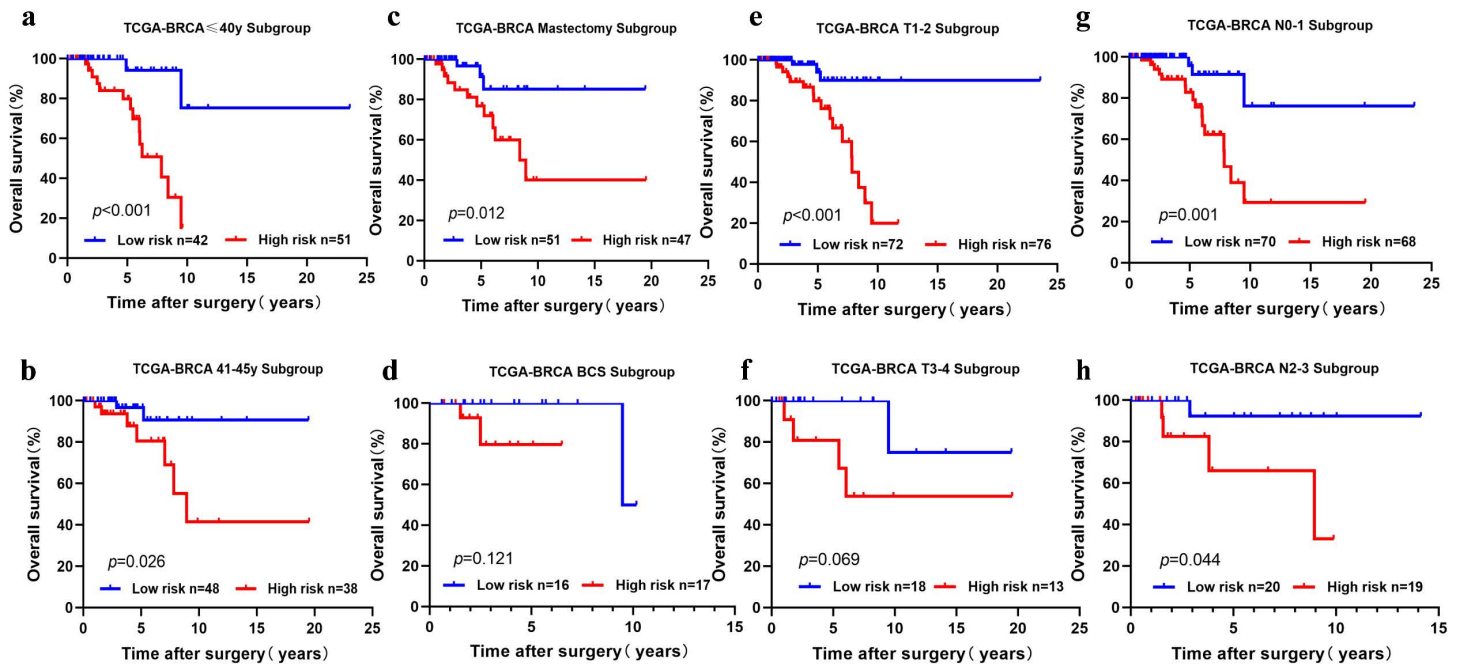 a
TCGA-BRCA≤40y Subgroup
Overall survival(%)
100
80
60
40
20
0
p<0.001
Low risk n=42 High risk n=51
0 5 10 15 20 25
Time after surgery( years)
c
TCGA-BRCA Mastectomy Subgroup
Overall survival(%)
100
80
60
40
20
0
p=0.012
Low risk n=51 High risk n=47
0 5 10 15 20 25
Time after surgery( years)
e
TCGA-BRCA T1-2 Subgroup
Overall survival(%)
100
80
60
40
20
0
p<0.001
Low risk n=72 High risk n=76
0 5 10 15 20 25
Time after surgery( years)
g
TCGA-BRCA N0-1 Subgroup
Overall survival(%)
100
80
60
40
20
0
p=0.001
Low risk n=70 High risk n=68
0 5 10 15 20 25
Time after surgery( years)
b
TCGA-BRCA 41-45y Subgroup
Overall survival(%)
100
80
60
40
20
0
p=0.026
Low risk n=48 High risk n=38
0 5 10 15 20 25
Time after surgery( years)
d
TCGA-BRCA BCS Subgroup
Overall survival(%)
100
80
60
40
20
0
p=0.121
Low risk n=16 High risk n=17
0 5 10 15
Time after surgery( years)
f
TCGA-BRCA T3-4 Subgroup
Overall survival(%)
100
80
60
40
20
0
p=0.069
Low risk n=18 High risk n=13
0 5 10 15 20 25
Time after surgery( years)
h
TCGA-BRCA N2-3 Subgroup
Overall survival(%)
100
80
60
40
20
0
p=0.044
Low risk n=20 High risk n=19
0 5 10 15
Time after surgery( years)